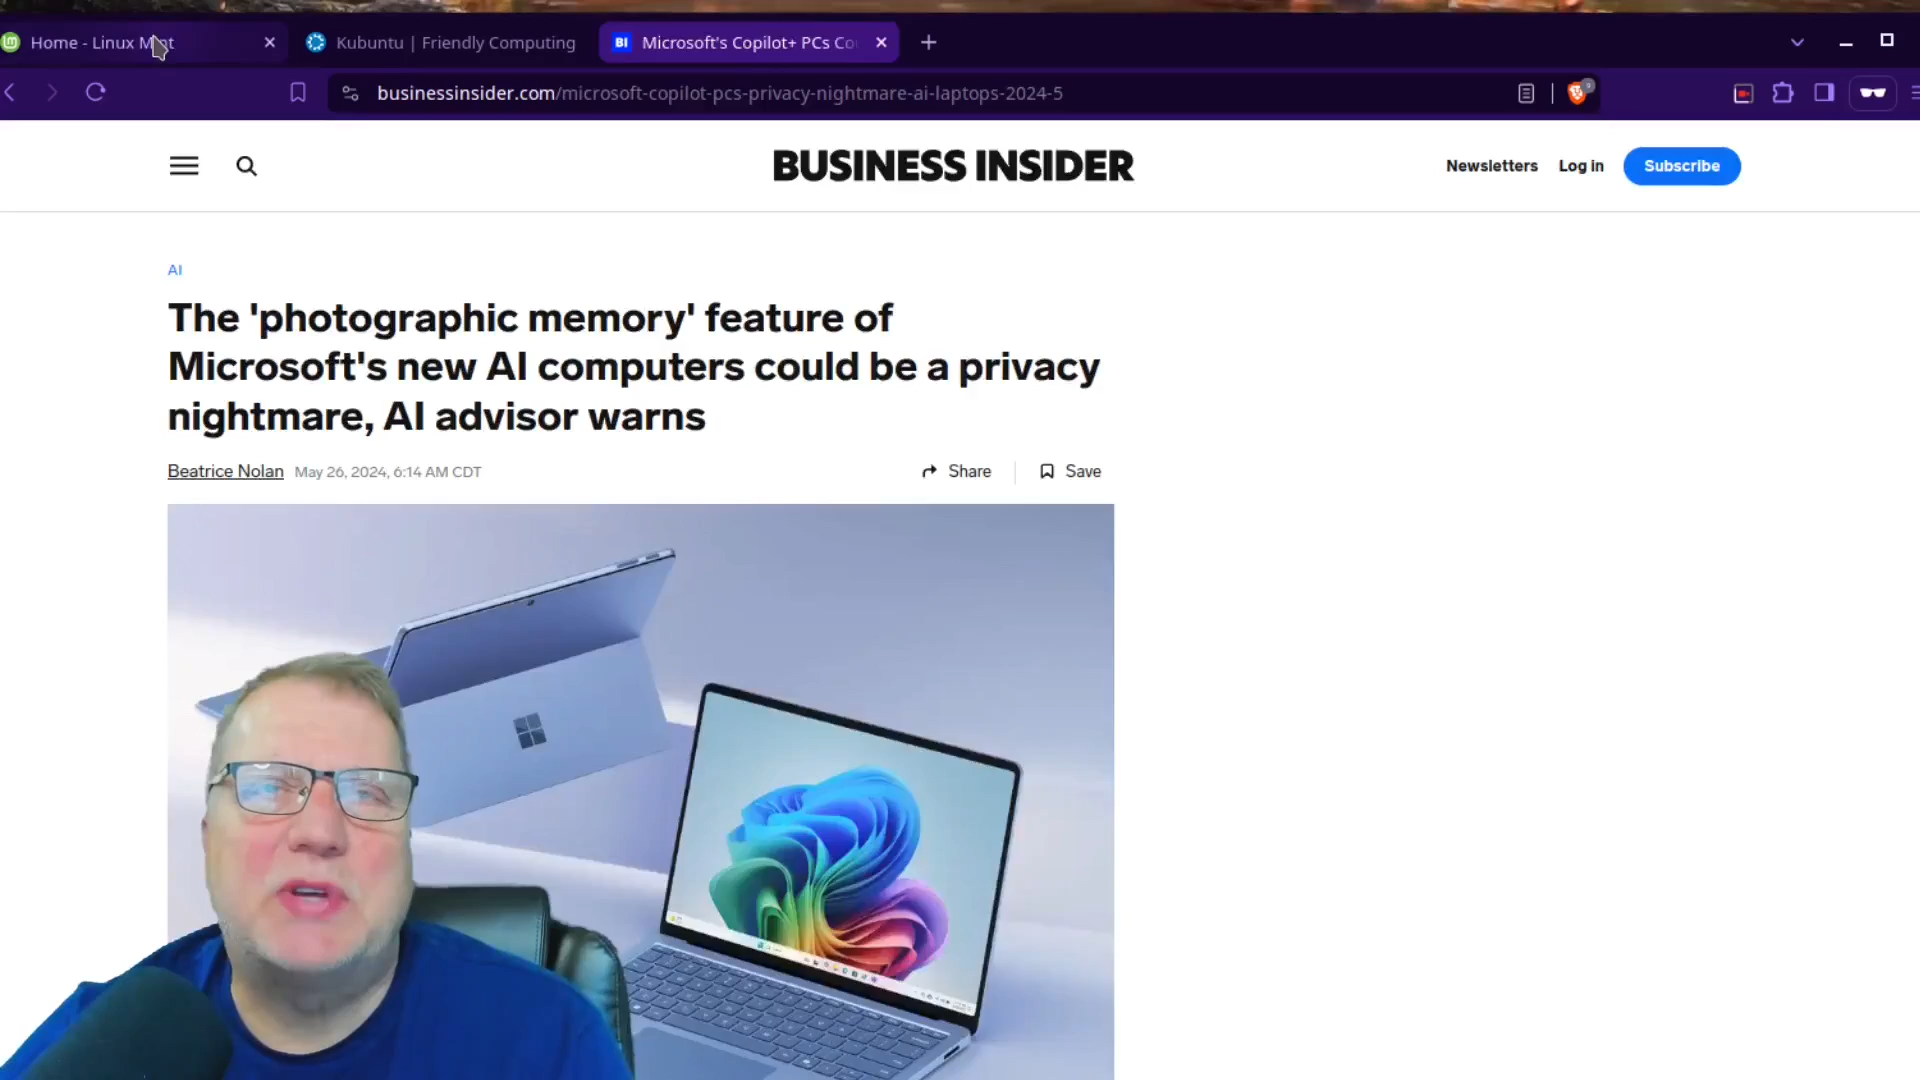 Home - Linux Mint
Kubuntu | Friendly Computing
BI
Microsoft's Copilot+ PCs Co
businessinsider.com/microsoft-copilot-pcs-privacy-nightmare-ai-laptops-2024-5
BUSINESS INSIDER
Newsletters
Log in
Subscribe
AI
The 'photographic memory' feature of
Microsoft's new AI computers could be a privacy
nightmare, AI advisor warns
Beatrice Nolan May 26, 2024, 6:14 AM CDT
Share
Save